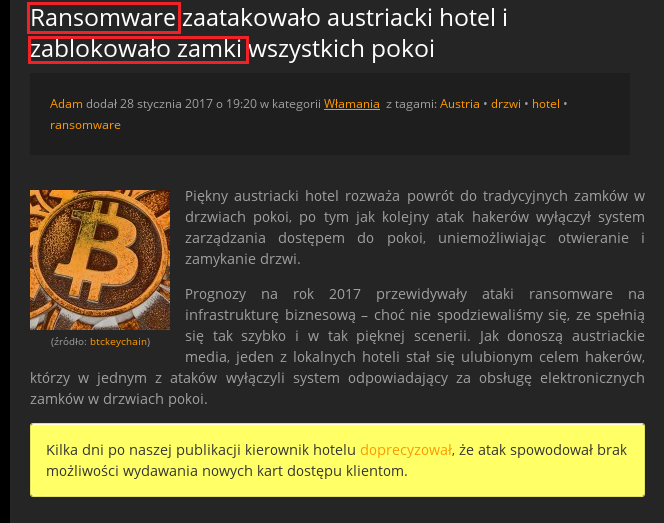 Ransomware zaatakowało austriacki hotel i
zablokowało zamki wszystkich pokoi
Adam dodał 28 stycznia 2017 o 19:20 w kategorii Włamania z tagami: Austria • drzwi • hotel •
ransomware
Piękny austriacki hotel rozważa powrót do tradycyjnych zamków w
drzwiach pokoi, po tym jak kolejny atak hakerów wyłączył system
zarządzania dostępem do pokoi, uniemożliwiając otwieranie i
zamykanie drzwi.
(źródło: btckeychain)
Prognozy na rok 2017 przewidywały ataki ransomware na
infrastrukturę biznesową – choć nie spodziewaliśmy się, ze spełnią
się tak szybko i w tak pięknej scenerii. Jak donoszą austriackie
media, jeden z lokalnych hoteli stał się ulubionym celem hakerów,
którzy w jednym z ataków wyłączyli system odpowiadający za obsługę elektronicznych
zamków w drzwiach pokoi.
Kilka dni po naszej publikacji kierownik hotelu doprecyzował, że atak spowodował brak
możliwości wydawania nowych kart dostępu klientom.